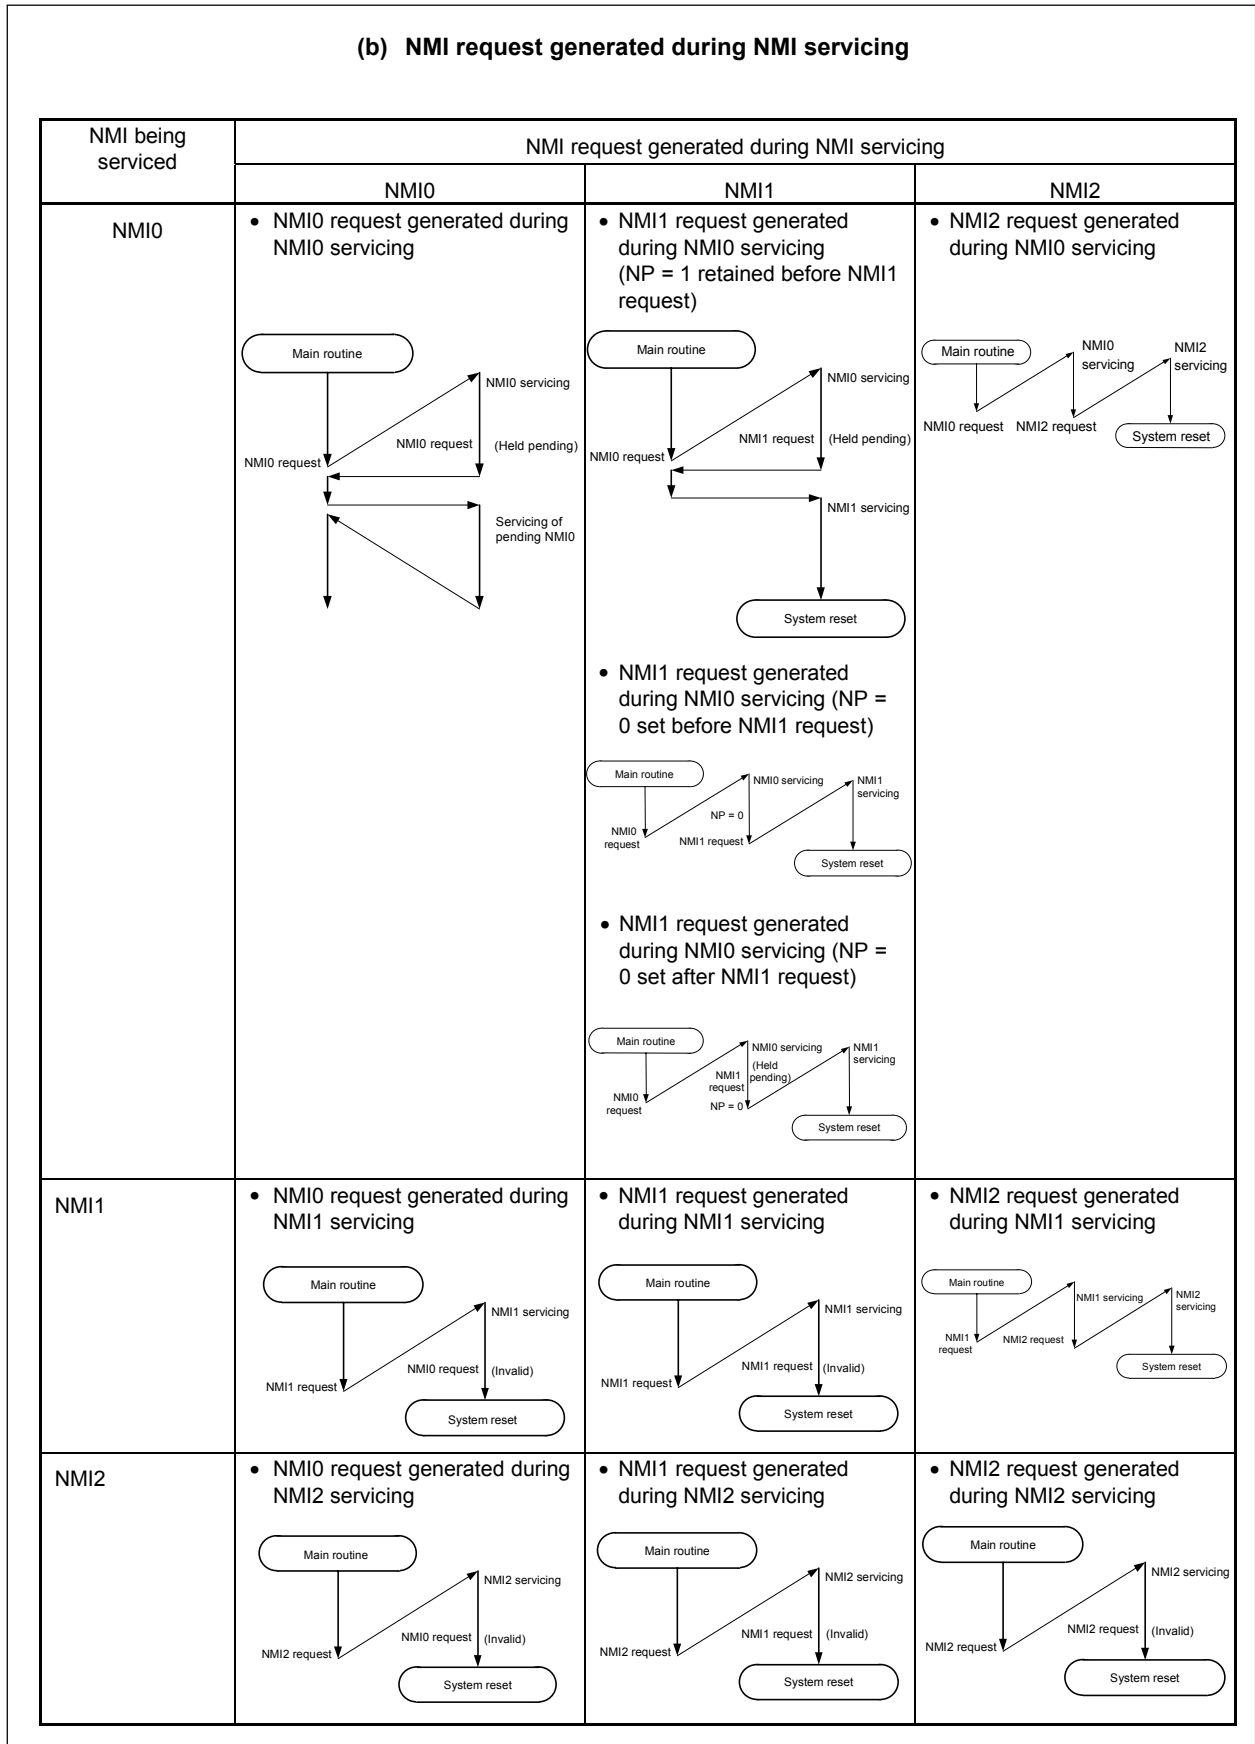 (b) NMI request generated during NMI servicing
NMI being
serviced
NMI request generated during NMI servicing
NMI0
NMI1
NMI2
NMI0
• NMI0 request generated during
NMI0 servicing
Main routine
NMI0 servicing
NMI0 request
(Held pending)
NMI0 request
Servicing of
pending NMI0
• NMI1 request generated
during NMI0 servicing
(NP = 1 retained before NMI1
request)
Main routine
NMI0 servicing
NMI1 request
(Held pending)
NMI0 request
NMI1 servicing
System reset
• NMI1 request generated
during NMI0 servicing (NP =
0 set before NMI1 request)
Main routine
NMI0 servicing
NMI1
servicing
NP = 0
NMI0
request
NMI1 request
System reset
• NMI1 request generated
during NMI0 servicing (NP =
0 set after NMI1 request)
Main routine
NMI0 servicing
(Held
pending)
NMI1
servicing
NMI1
request
NMI0
request
NP = 0
System reset
• NMI2 request generated
during NMI0 servicing
Main routine
NMI0
servicing
NMI2
servicing
NMI0 request
NMI2 request
System reset
NMI1
• NMI0 request generated during
NMI1 servicing
Main routine
NMI1 servicing
NMI0 request
(Invalid)
NMI1 request
System reset
• NMI1 request generated
during NMI1 servicing
Main routine
NMI1 servicing
NMI1 request
(Invalid)
NMI1 request
System reset
• NMI2 request generated
during NMI1 servicing
Main routine
NMI1 servicing
NMI2
servicing
NMI1
request
NMI2 request
System reset
NMI2
• NMI0 request generated during
NMI2 servicing
Main routine
NMI2 servicing
NMI0 request
(Invalid)
NMI2 request
System reset
• NMI1 request generated
during NMI2 servicing
Main routine
NMI2 servicing
NMI1 request
(Invalid)
NMI2 request
System reset
• NMI2 request generated
during NMI2 servicing
Main routine
NMI2 servicing
NMI2 request
(Invalid)
NMI2 request
System reset